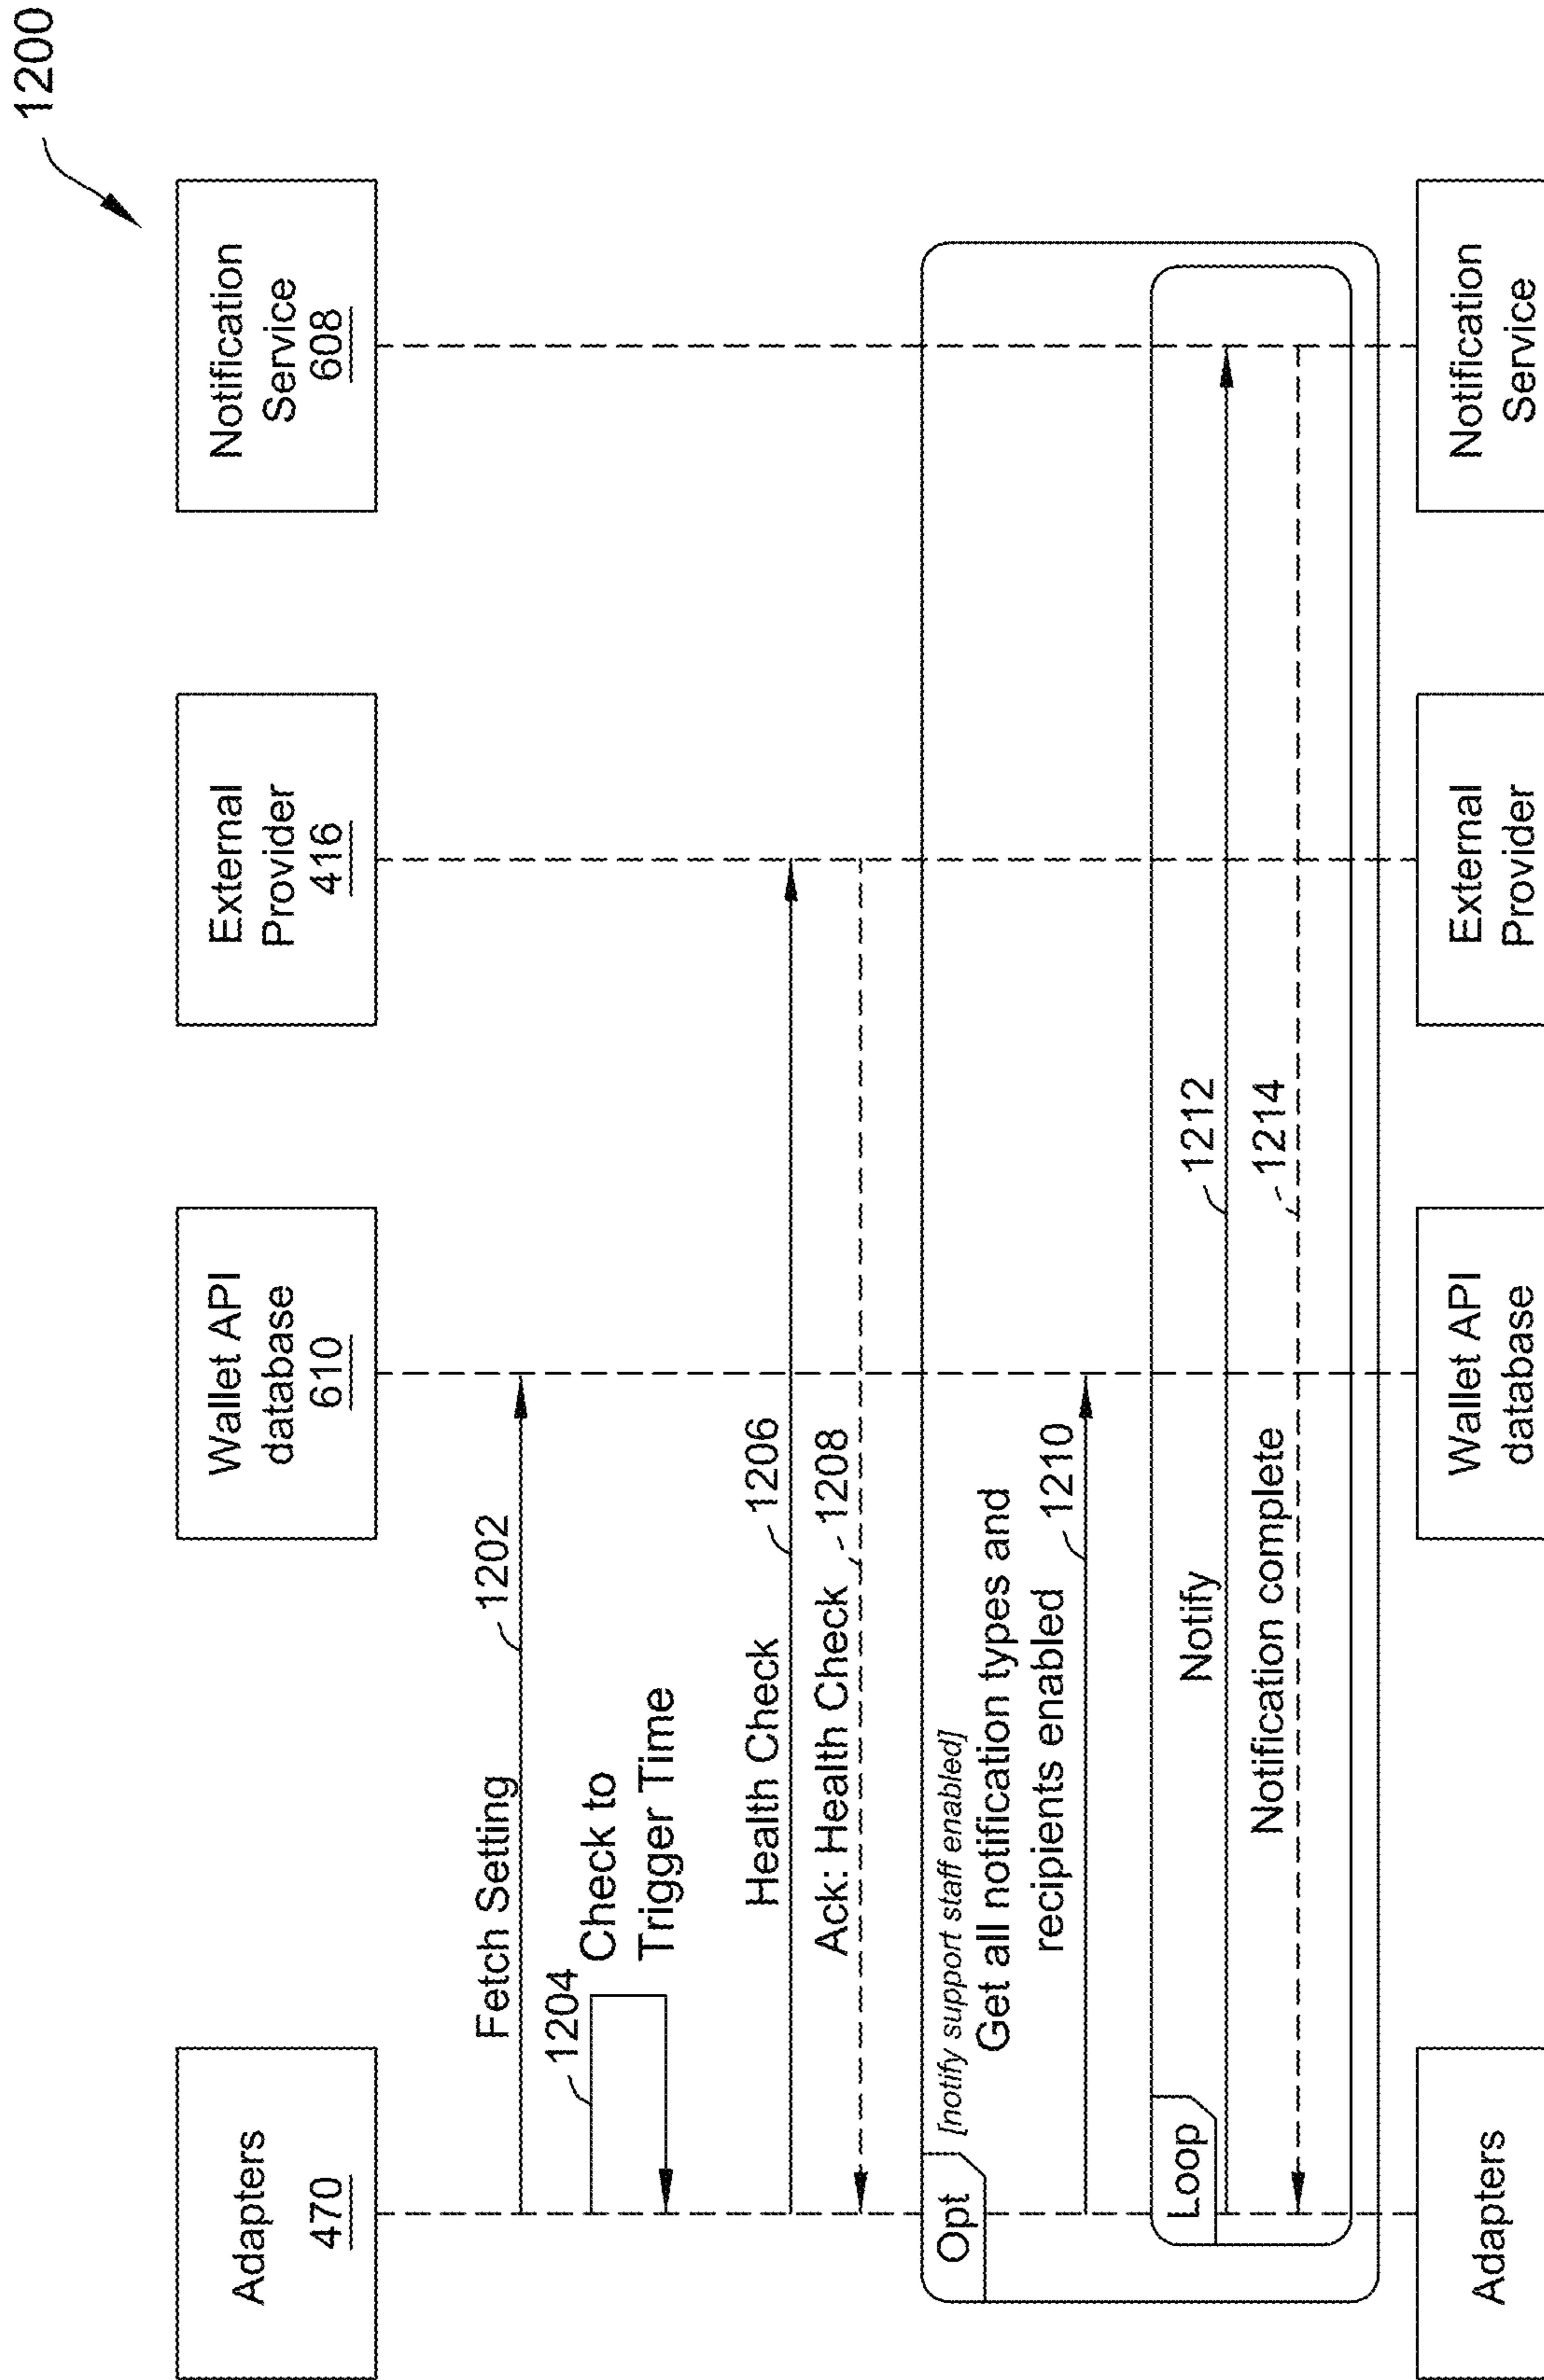 1200
Adapters
470
Wallet API
database
610
External
Provider
416
Notification
Service
608
Fetch Setting
1202
1204
Check to
Trigger Time
Health Check
1206
Ack: Health Check
1208
Opt
[notify support staff enabled]
Get all notification types and
recipients enabled
1210
Loop
Notify
1212
Notification complete
1214
Adapters
Wallet API
database
External
Provider
Notification
Service